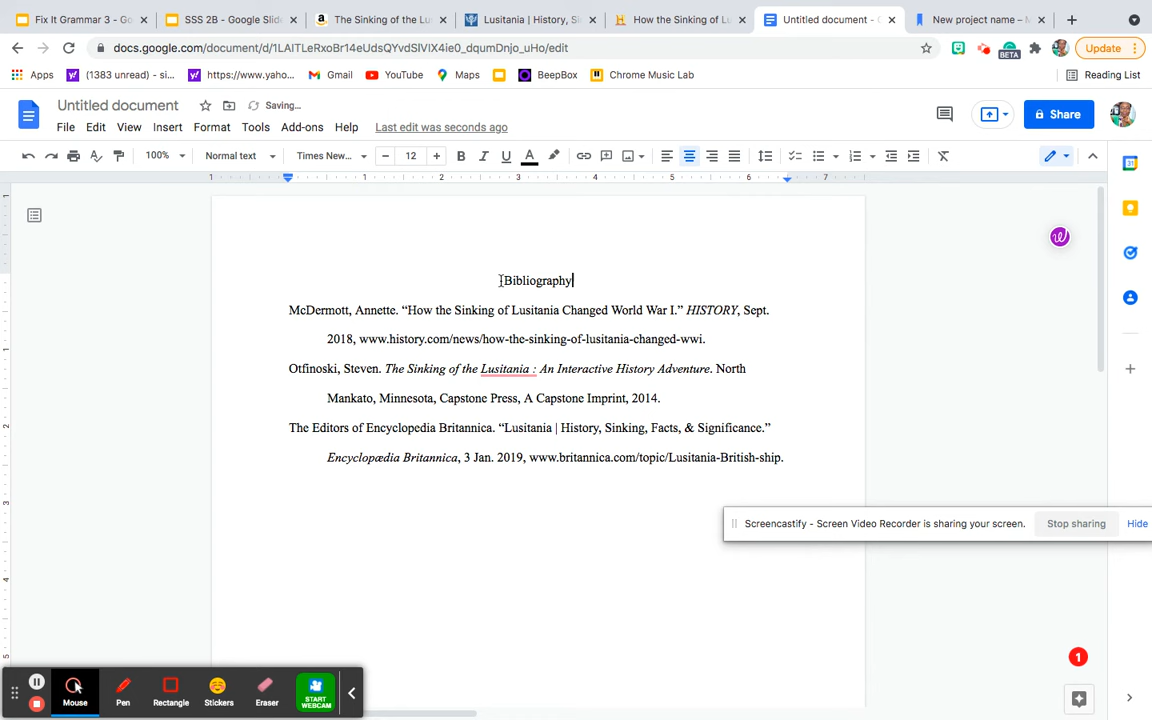 Fix It Grammar 3 - Go
SSS 2B - Google Slide
The Sinking of the Lus
Lusitania | History, Si
How the Sinking of Lu
Untitled document - G
New project name – M
docs.google.com/document/d/1LAITLeRxoBr14eUdsQYvdSIVlX4ie0_dqumDnjo_uHo/edit
Update
Apps
(1383 unread) - si...
https://www.yaho...
Gmail
YouTube
Maps
BeepBox
Chrome Music Lab
Reading List
BETA
Untitled document
Saving...
File Edit View Insert Format Tools Add-ons Help Last edit was seconds ago
Share
100% Normal text Times New... 12
Bibliography
McDermott, Annette. “How the Sinking of Lusitania Changed World War I.” HISTORY, Sept.
2018, www.history.com/news/how-the-sinking-of-lusitania-changed-wwi.
Otfinoski, Steven. The Sinking of the Lusitania : An Interactive History Adventure. North
Mankato, Minnesota, Capstone Press, A Capstone Imprint, 2014.
The Editors of Encyclopedia Britannica. “Lusitania | History, Sinking, Facts, & Significance.”
Encyclopædia Britannica, 3 Jan. 2019, www.britannica.com/topic/Lusitania-British-ship.
Screencastify - Screen Video Recorder is sharing your screen.
Stop sharing
Hide
1
Mouse
Pen
Rectangle
Stickers
Eraser
START
WEBCAM